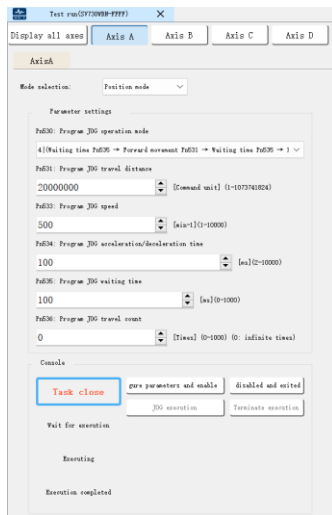 Test run(SV730W0N-FFFF) X
Display all axes Axis A Axis B Axis C Axis D
AxisA
Mode selection: Position mode
Parameter settings
Pn530: Program JOG operation mode
4](Waiting time Pn535 → Forward movement Pn531 → Waiting time Pn535 → 1
Pn531: Program JOG travel distance
20000000 [Command unit] (1-1073741824)
Pn533: Program JOG speed
500 [min-1](1-10000)
Pn534: Program JOG acceleration/deceleration time
100 [ms](2-10000)
Pn535: Program JOG waiting time
100 [ms](0-1000)
Pn536: Program JOG travel count
0 [Times] (0-1000) (0: infinite times)
Console
Task close gure parameters and enable disabled and exited
JOG execution Terminate execution
Wait for execution
Executing
Execution completed